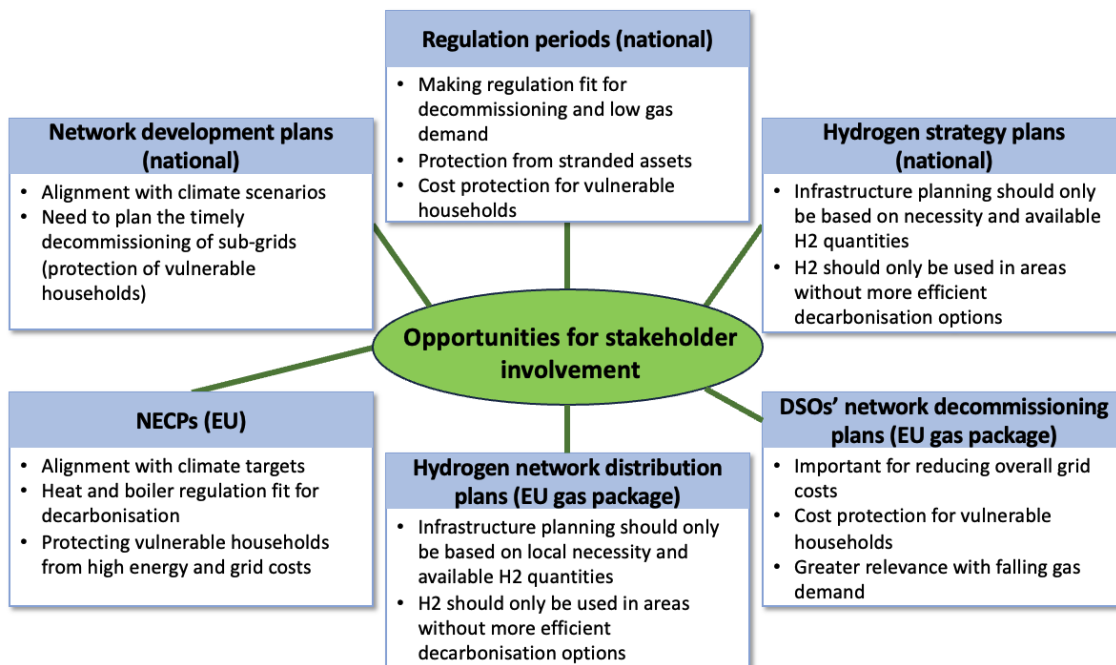 Regulation periods (national)
• Making regulation fit for
decommissioning and low gas
demand
• Protection from stranded assets
• Cost protection for vulnerable
households
Network development plans
(national)
• Alignment with climate scenarios
• Need to plan the timely
decommissioning of sub-grids
(protection of vulnerable
households)
Hydrogen strategy plans
(national)
• Infrastructure planning should only
be based on necessity and available
H2 quantities
• H2 should only be used in areas
without more efficient
decarbonisation options
Opportunities for stakeholder
involvement
NECPs (EU)
• Alignment with climate targets
• Heat and boiler regulation fit for
decarbonisation
• Protecting vulnerable households
from high energy and grid costs
Hydrogen network distribution
plans (EU gas package)
• Infrastructure planning should only
be based on local necessity and
available H2 quantities
• H2 should only be used in areas
without more efficient
decarbonisation options
DSOs’ network decommissioning
plans (EU gas package)
• Important for reducing overall grid
costs
• Cost protection for vulnerable
households
• Greater relevance with falling gas
demand